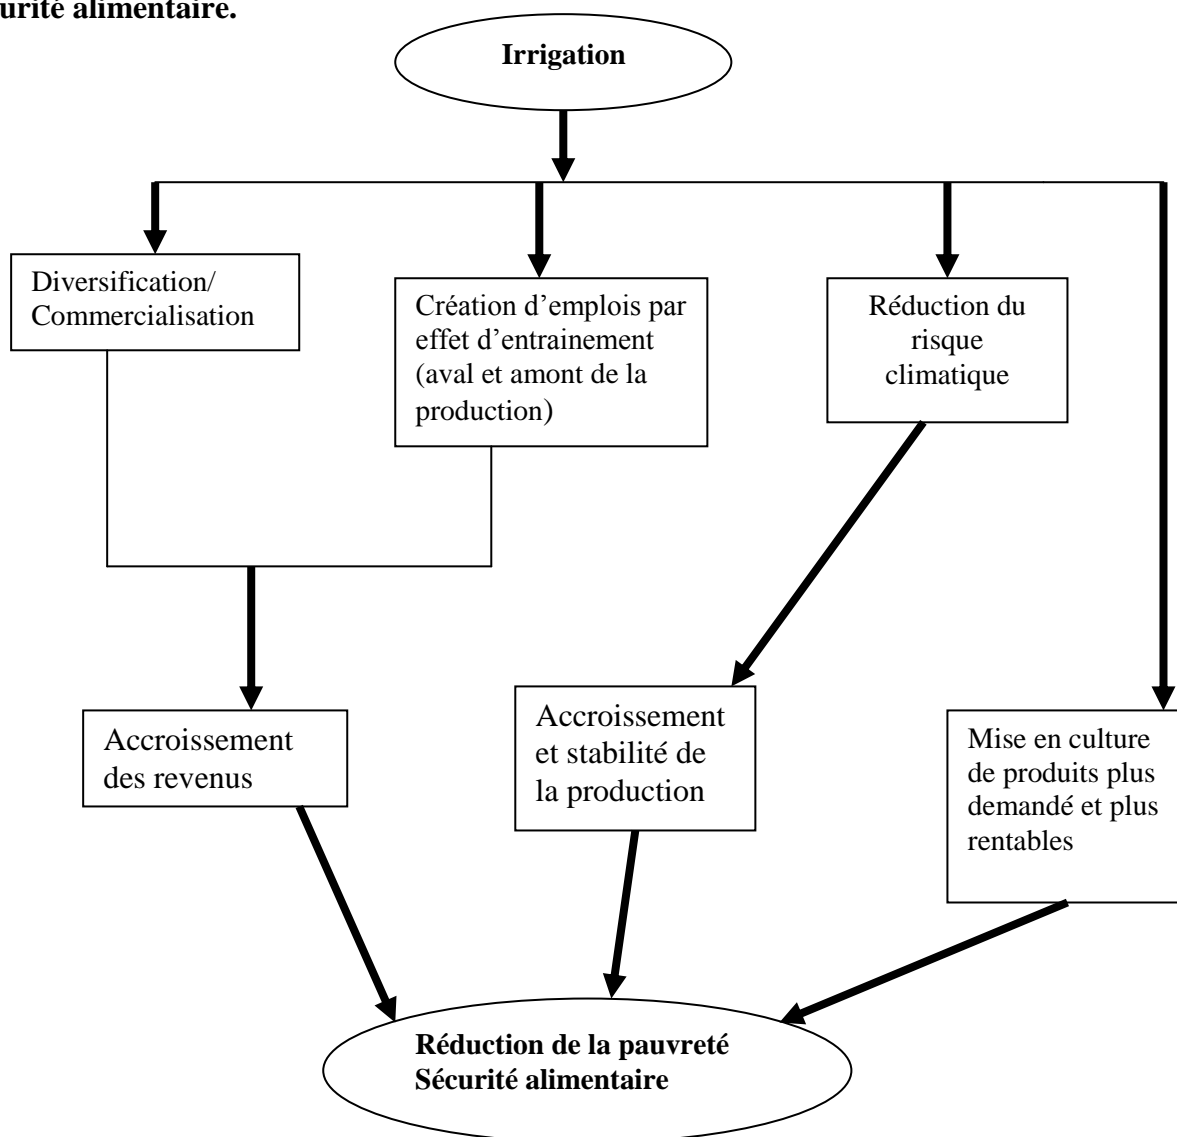 urité alimentaire.
Irrigation
Diversification/
Commercialisation
Création d’emplois par
effet d’entrainement
(aval et amont de la
production)
Réduction du
risque
climatique
Accroissement
des revenus
Accroissement
et stabilité de
la production
Mise en culture
de produits plus
demandé et plus
rentables
Réduction de la pauvreté
Sécurité alimentaire